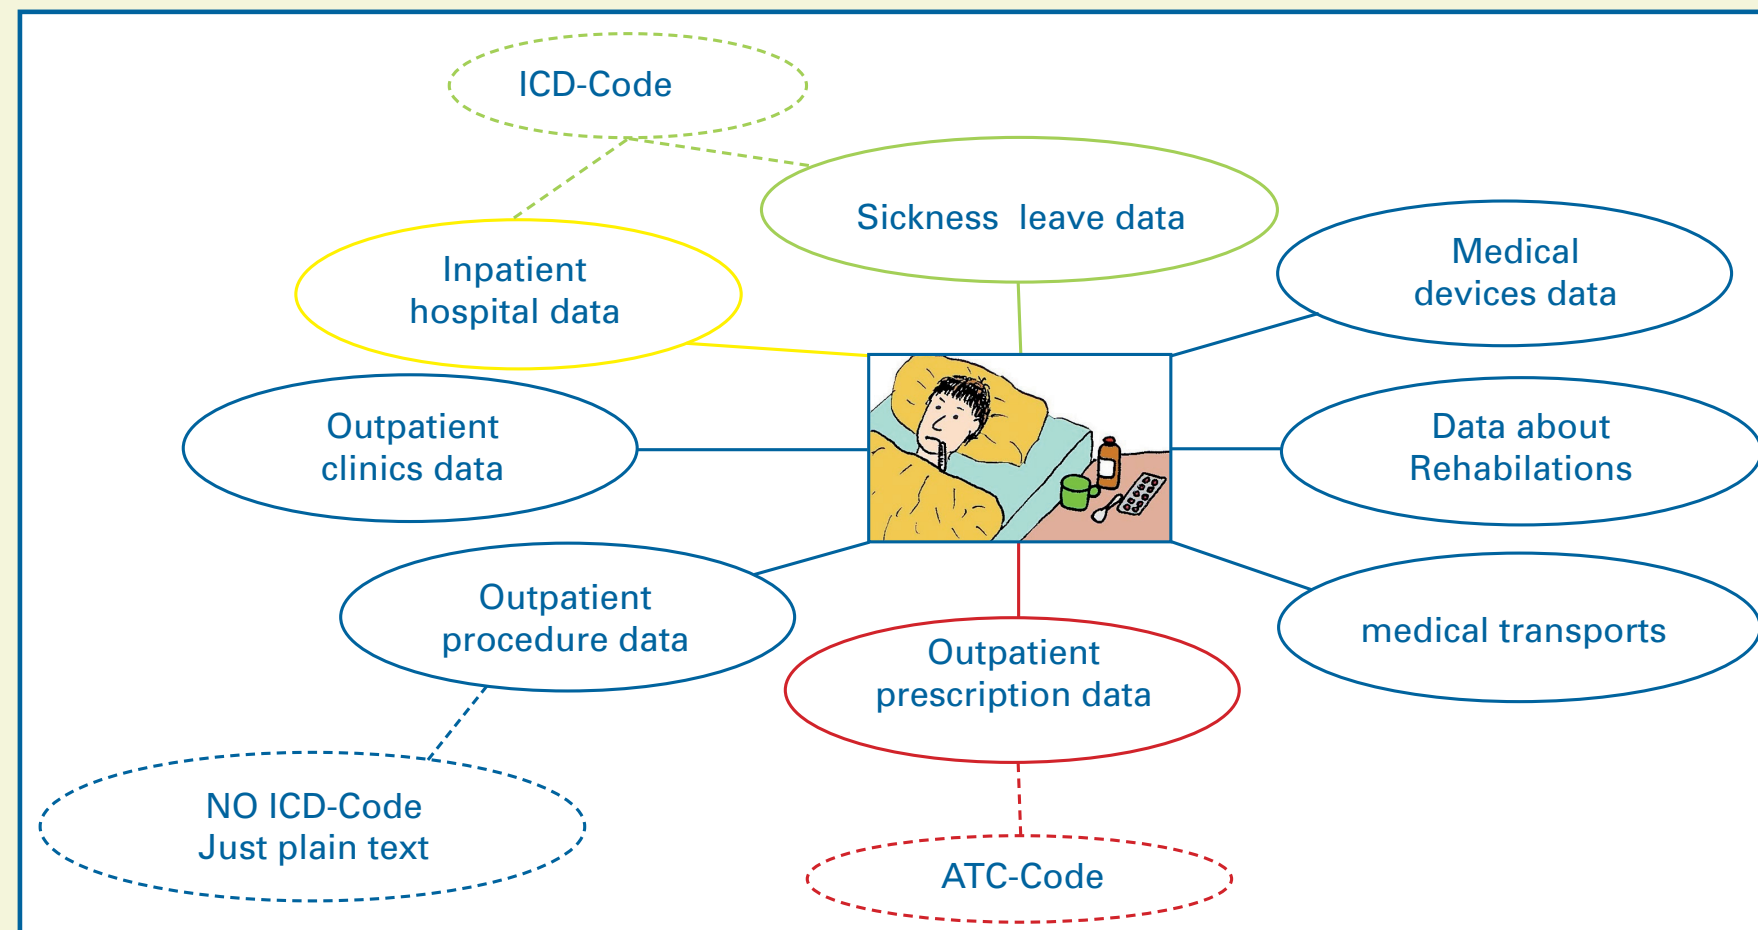 ICD-Code
Sickness leave data
Inpatient
hospital data
Medical
devices data
Outpatient
clinics data
Data about
Rehabilations
Outpatient
procedure data
Outpatient
prescription data
medical transports
NO ICD-Code
Just plain text
ATC-Code